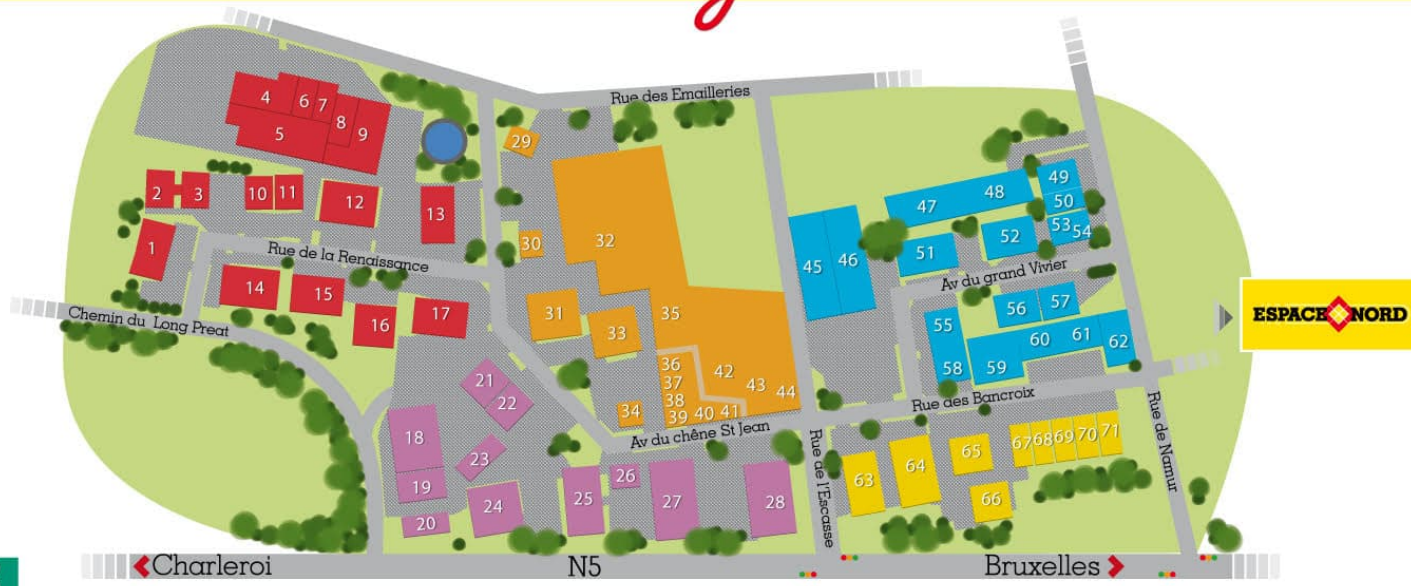 Rue des Emailleries
4 6 7
8 9
5
29
2 3 10 11 12 13
1
30
32
47 48 49
50
51 52 53 54
45 46
Rue de la Renaissance
Av du grand Vivier
14 15 16 17
31 33 35
55 56 57
58 59 60 61 62
Chemin du Long Preat
ESPACE NORD
36
37
38
39 40 41
42 43 44
34
21
22
18
23
19
20
24 25 26 27 28
Av du chêne St Jean
Rue des Bancroix
Rue de l'Escasse
Rue de Namur
63 64 65 67 68 69 70 71
66
Charleroi
N5
Bruxelles